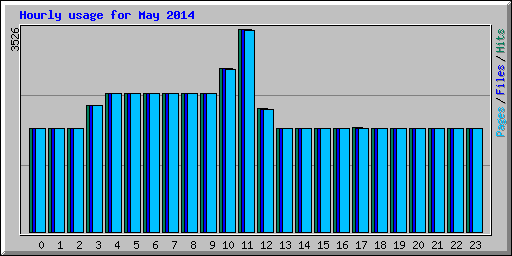 Hourly usage for May 2014
3526
Pages/Files/Hits
0 1 2 3 4 5 6 7 8 9 10 11 12 13 14 15 16 17 18 19 20 21 22 23